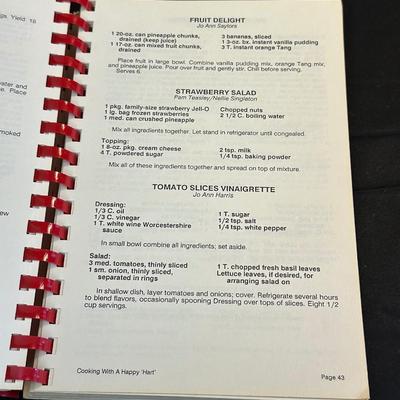 gs. Yield: 16
FRUIT DELIGHT
Jo Ann Saylors
1 20-oz. can pineapple chunks,
drained (keep juice)
1 17-oz. can mixed fruit chunks,
drained
3 bananas, sliced
1 3-oz. bx. instant vanilla pudding
3 T. instant orange Tang
Place fruit in large bowl. Combine vanilla pudding mix, orange Tang mix,
and pineapple juice. Pour over fruit and gently stir. Chill before serving.
Serves 6.
water and
e. Place
STRAWBERRY SALAD
Pam Teasley/Nellie Singleton
1 pkg. family-size strawberry Jell-O
1 lg. bag frozen strawberries
1 med. can crushed pineapple
Chopped nuts
2 1/2 C. boiling water
Mix all ingredients together. Let stand in refrigerator until congealed.
smoked
Topping:
1 8-oz. pkg. cream cheese
4 T. powdered sugar
2 tsp. milk
1/4 tsp. baking powder
Mix all of these ingredients together and spread on top of mixture.
TOMATO SLICES VINAIGRETTE
Jo Ann Harris
Dressing:
1/3 C. oil
1/3 C. vinegar
1 T. white wine Worcestershire
sauce
1 T. sugar
1/2 tsp. salt
1/4 tsp. white pepper
In small bowl combine all ingredients; set aside.
Salad:
3 med. tomatoes, thinly sliced
1 sm. onion, thinly sliced,
separated in rings
1 T. chopped fresh basil leaves
Lettuce leaves, if desired, for
arranging salad on
In shallow dish, layer tomatoes and onions; cover. Refrigerate several hours
to blend flavors, occasionally spooning Dressing over tops of slices. Eight 1/2
cup servings.
Cooking With A Happy 'Hart'
Page 43